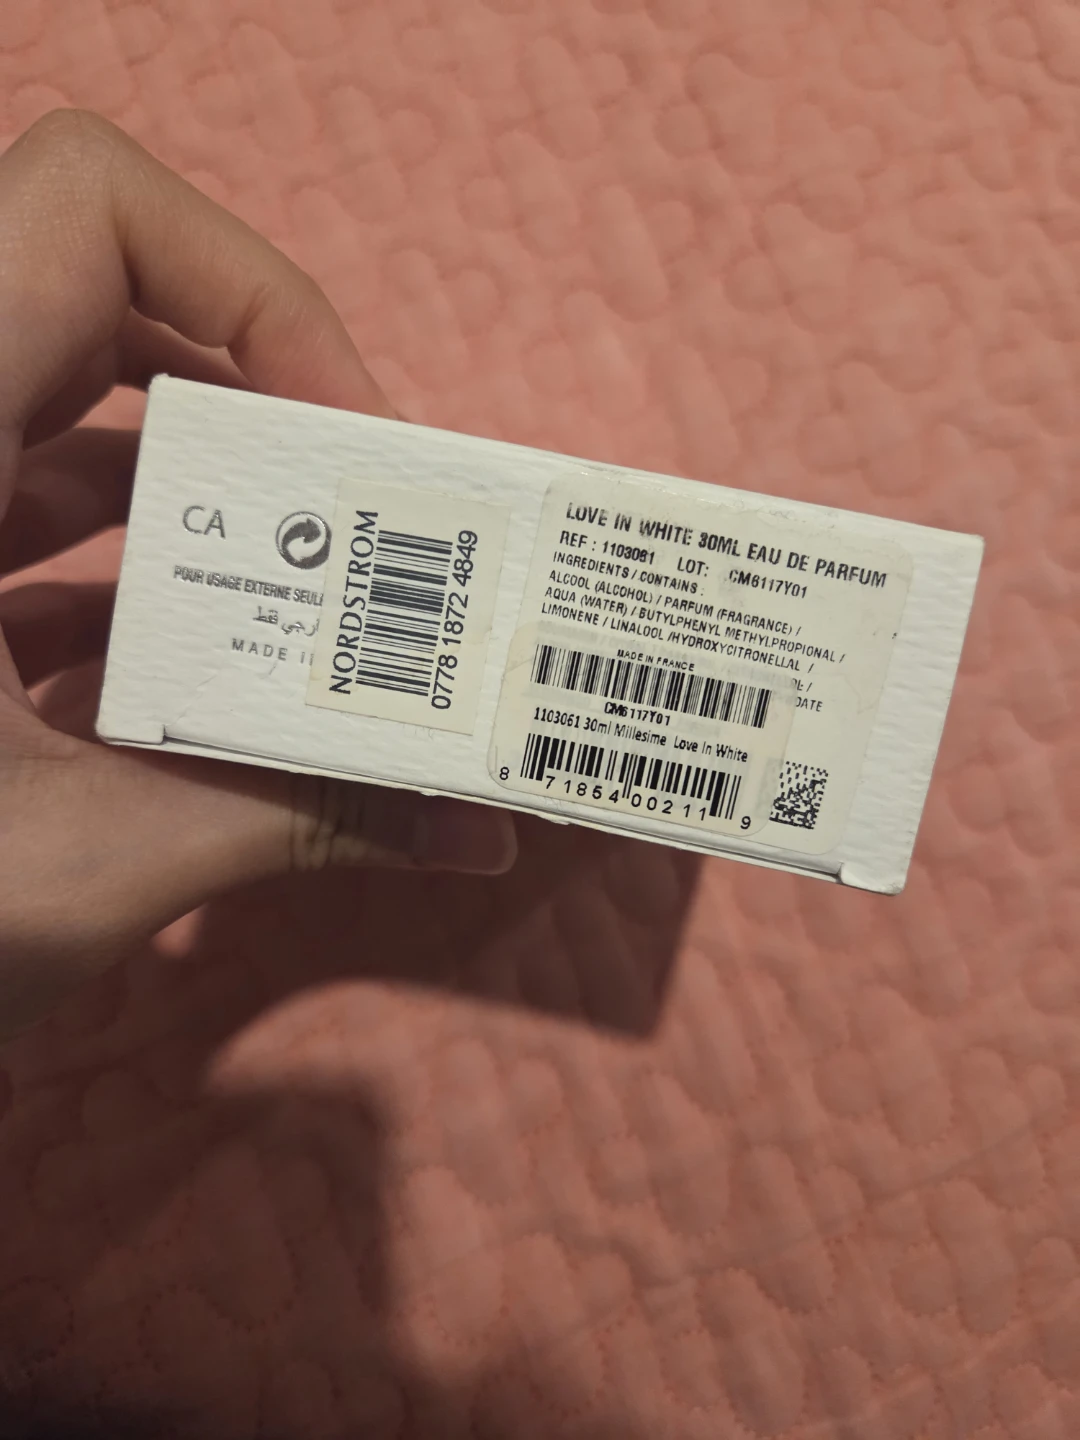 CA
POUR USAGE EXTERNE
MADE
NORDSTROM
0778 1872 4849
LOVE IN WHITE 30ML EAU DE PARFUM
REF : 1103061 LOT: CM6117Y01
INGREDIENTS / CONTAINS :
ALCOOL (ALCOHOL) / PARFUM (FRAGRANCE) /
AQUA (WATER) / BUTYLPHENYL METHYLPROPIONAL /
LIMONENE / LINALOOL /HYDROXYCITRONELLAL /
MADE IN FRANCE
CM6117Y01
1103061 30ml Millesime Love In White
8 71854 00211 9